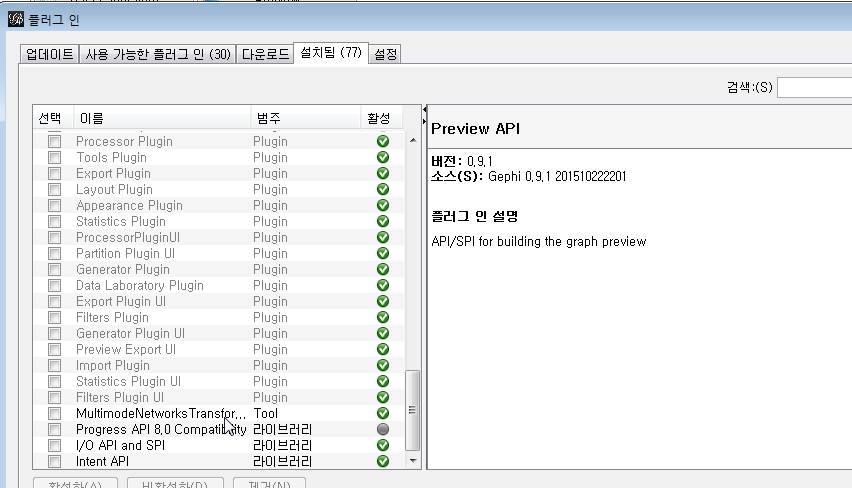 플러그 인
업데이트 사용 가능한 플러그 인 (30) 다운로드 설치됨 (77) 설정
검색:(S)
선택 이름 범주 활성
Processor Plugin Plugin
Tools Plugin Plugin
Export Plugin Plugin
Layout Plugin Plugin
Appearance Plugin Plugin
Statistics Plugin Plugin
ProcessorPluginUI Plugin
Partition Plugin UI Plugin
Generator Plugin Plugin
Data Laboratory Plugin Plugin
Export Plugin UI Plugin
Filters Plugin Plugin
Generator Plugin UI Plugin
Preview Export UI Plugin
Import Plugin Plugin
Statistics Plugin UI Plugin
Filters Plugin UI Plugin
MultimodeNetworksTransfor... Tool
Progress API 8.0 Compatibility 라이브러리
I/O API and SPI 라이브러리
Intent API 라이브러리
Preview API
버전: 0.9.1
소스(S): Gephi 0.9.1 201510222201
플러그 인 설명
API/SPI for building the graph preview
활성화(A) 비활성화(D) 제거(N)